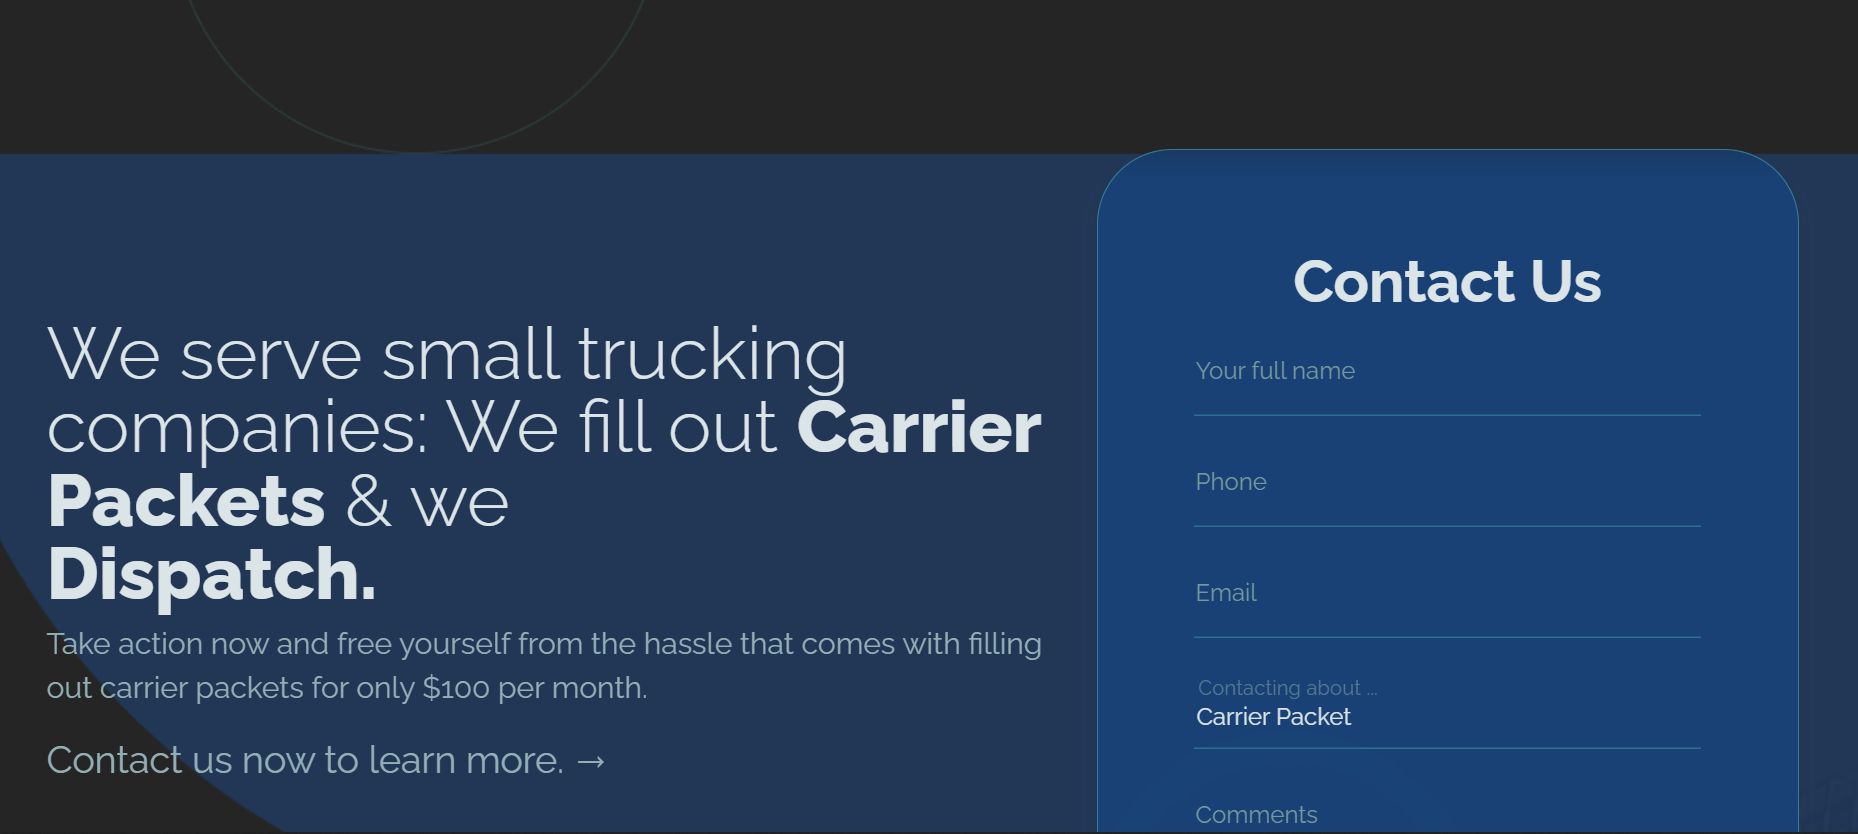 We serve small trucking
companies: We fill out Carrier
Packets & we
Dispatch.
Take action now and free yourself from the hassle that comes with filling
out carrier packets for only $100 per month.
Contact us now to learn more. →
Contact Us
Your full name
Phone
Email
Contacting about ...
Carrier Packet
Comments